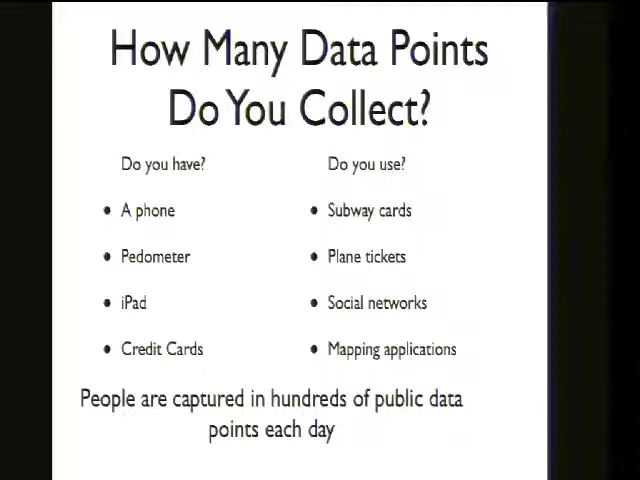 How Many Data Points
Do You Collect?
Do you have?
• A phone
• Pedometer
• iPad
• Credit Cards
Do you use?
• Subway cards
• Plane tickets
• Social networks
• Mapping applications
People are captured in hundreds of public data
points each day